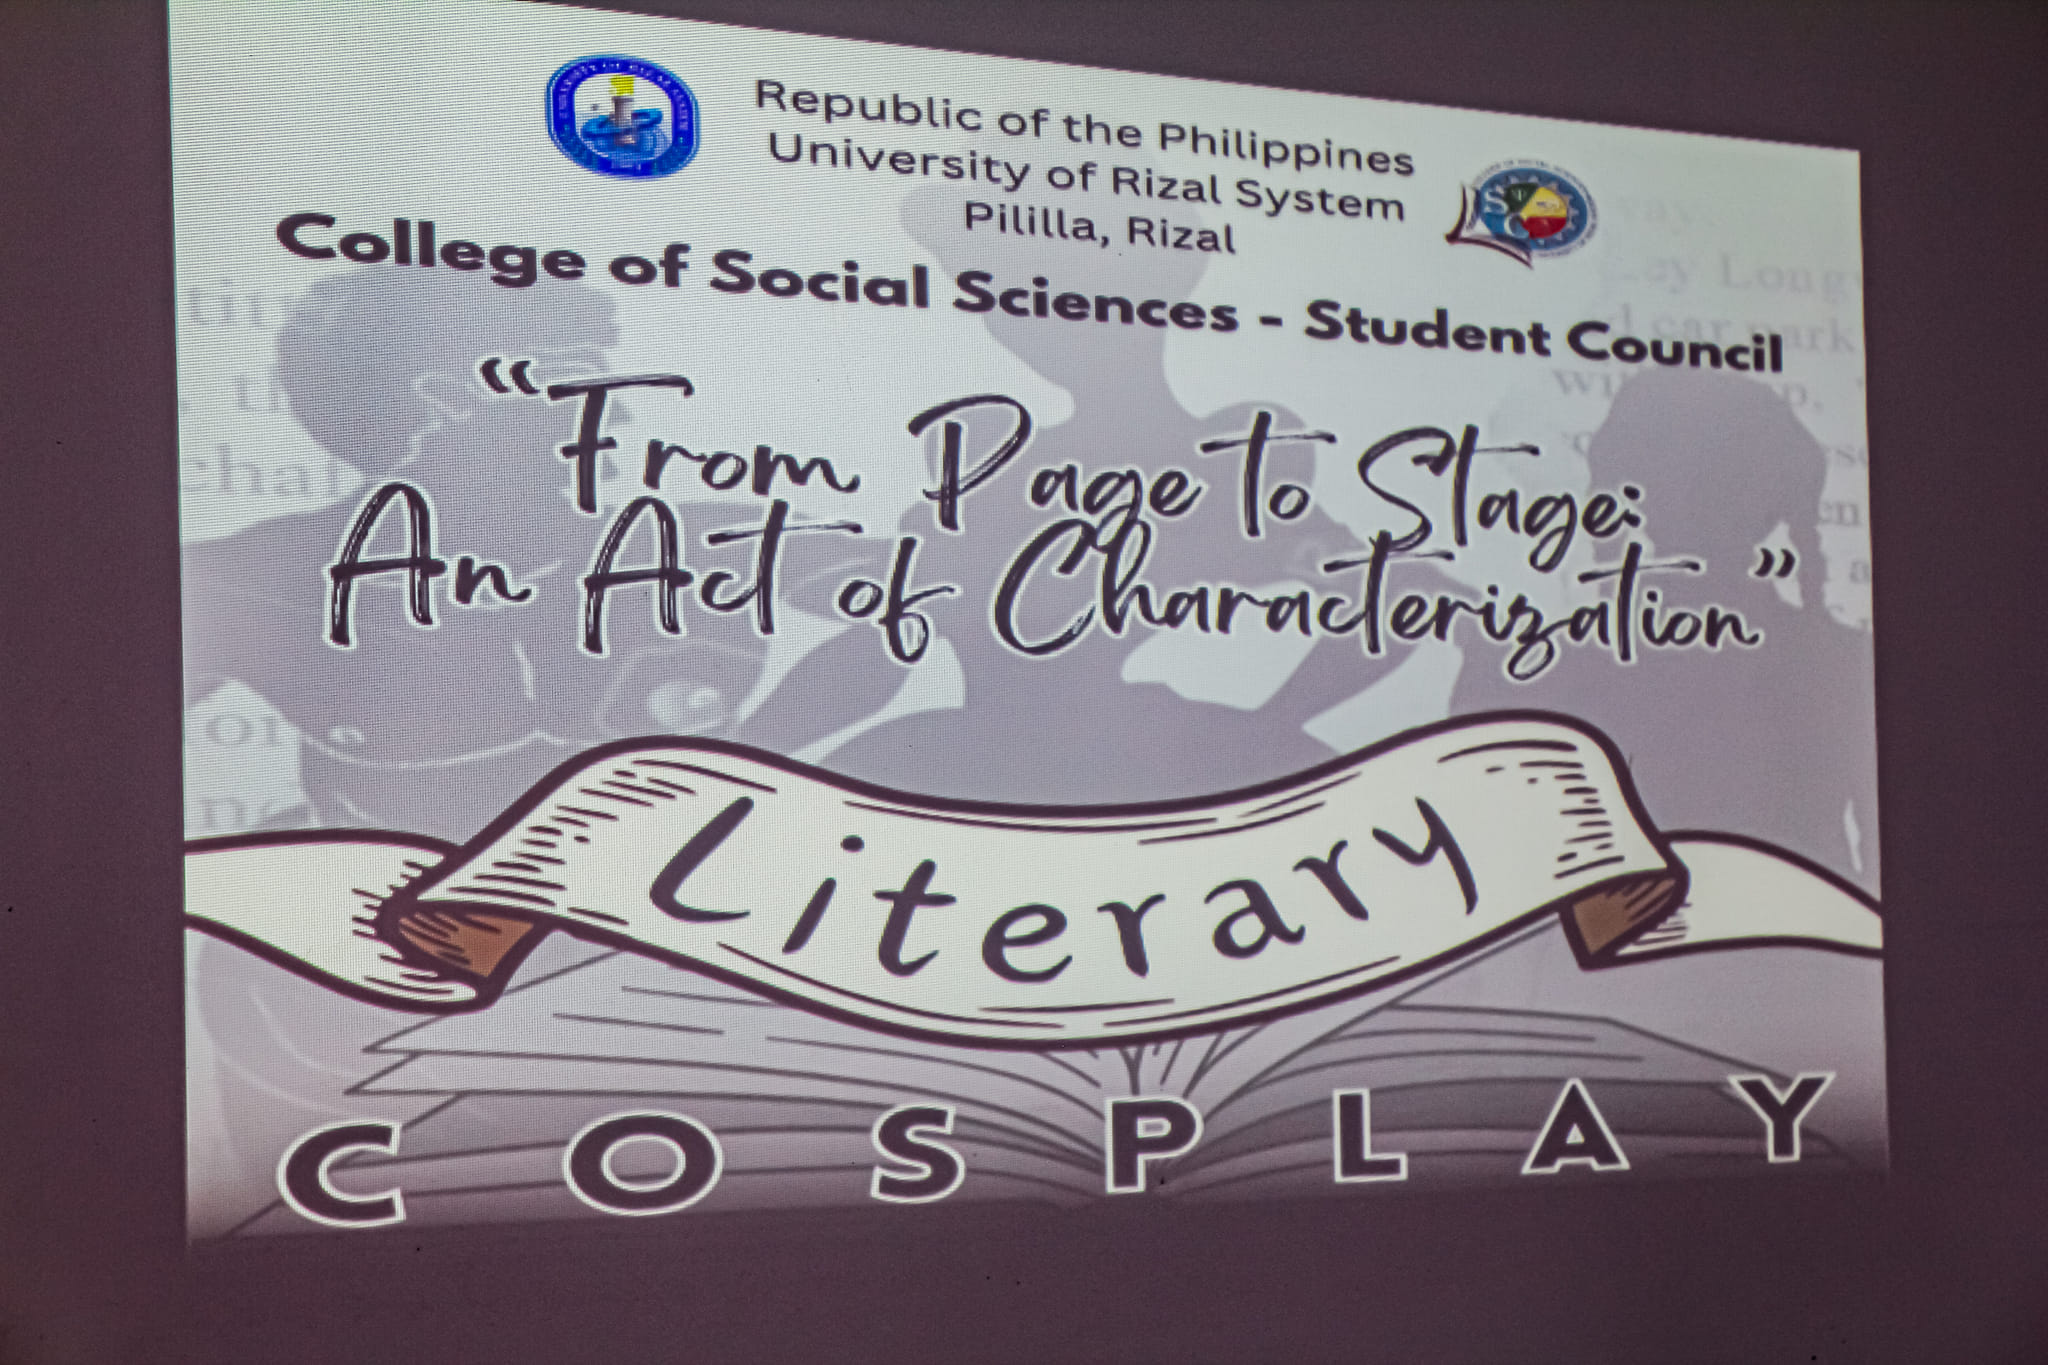 Republic of the Philippines
University of Rizal System
Pililla, Rizal
College of Social Sciences - Student Council
“From Page to Stage:
An Act of Characterization”
Literary
COSPLAY